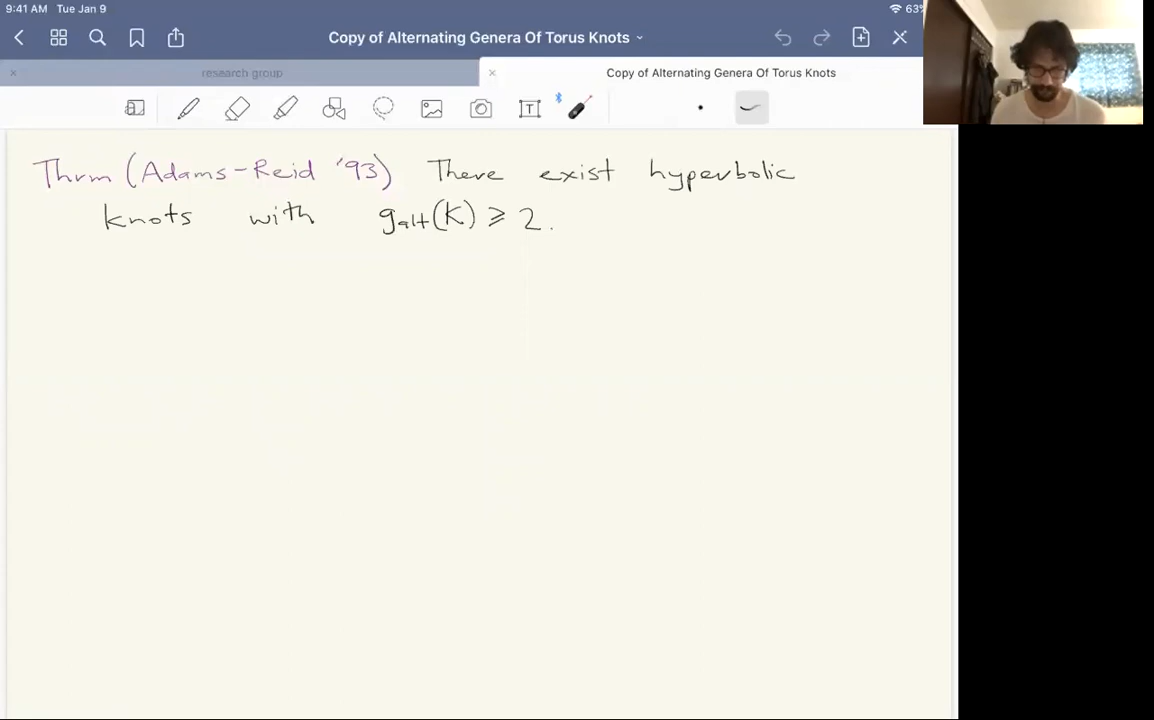 9:41 AM Tue Jan 9
63%
Copy of Alternating Genera Of Torus Knots
research group
Copy of Alternating Genera Of Torus Knots
T
Thrm (Adams-Reid '93) There exist hyperbolic
knots with galt(K) ⩾ 2.